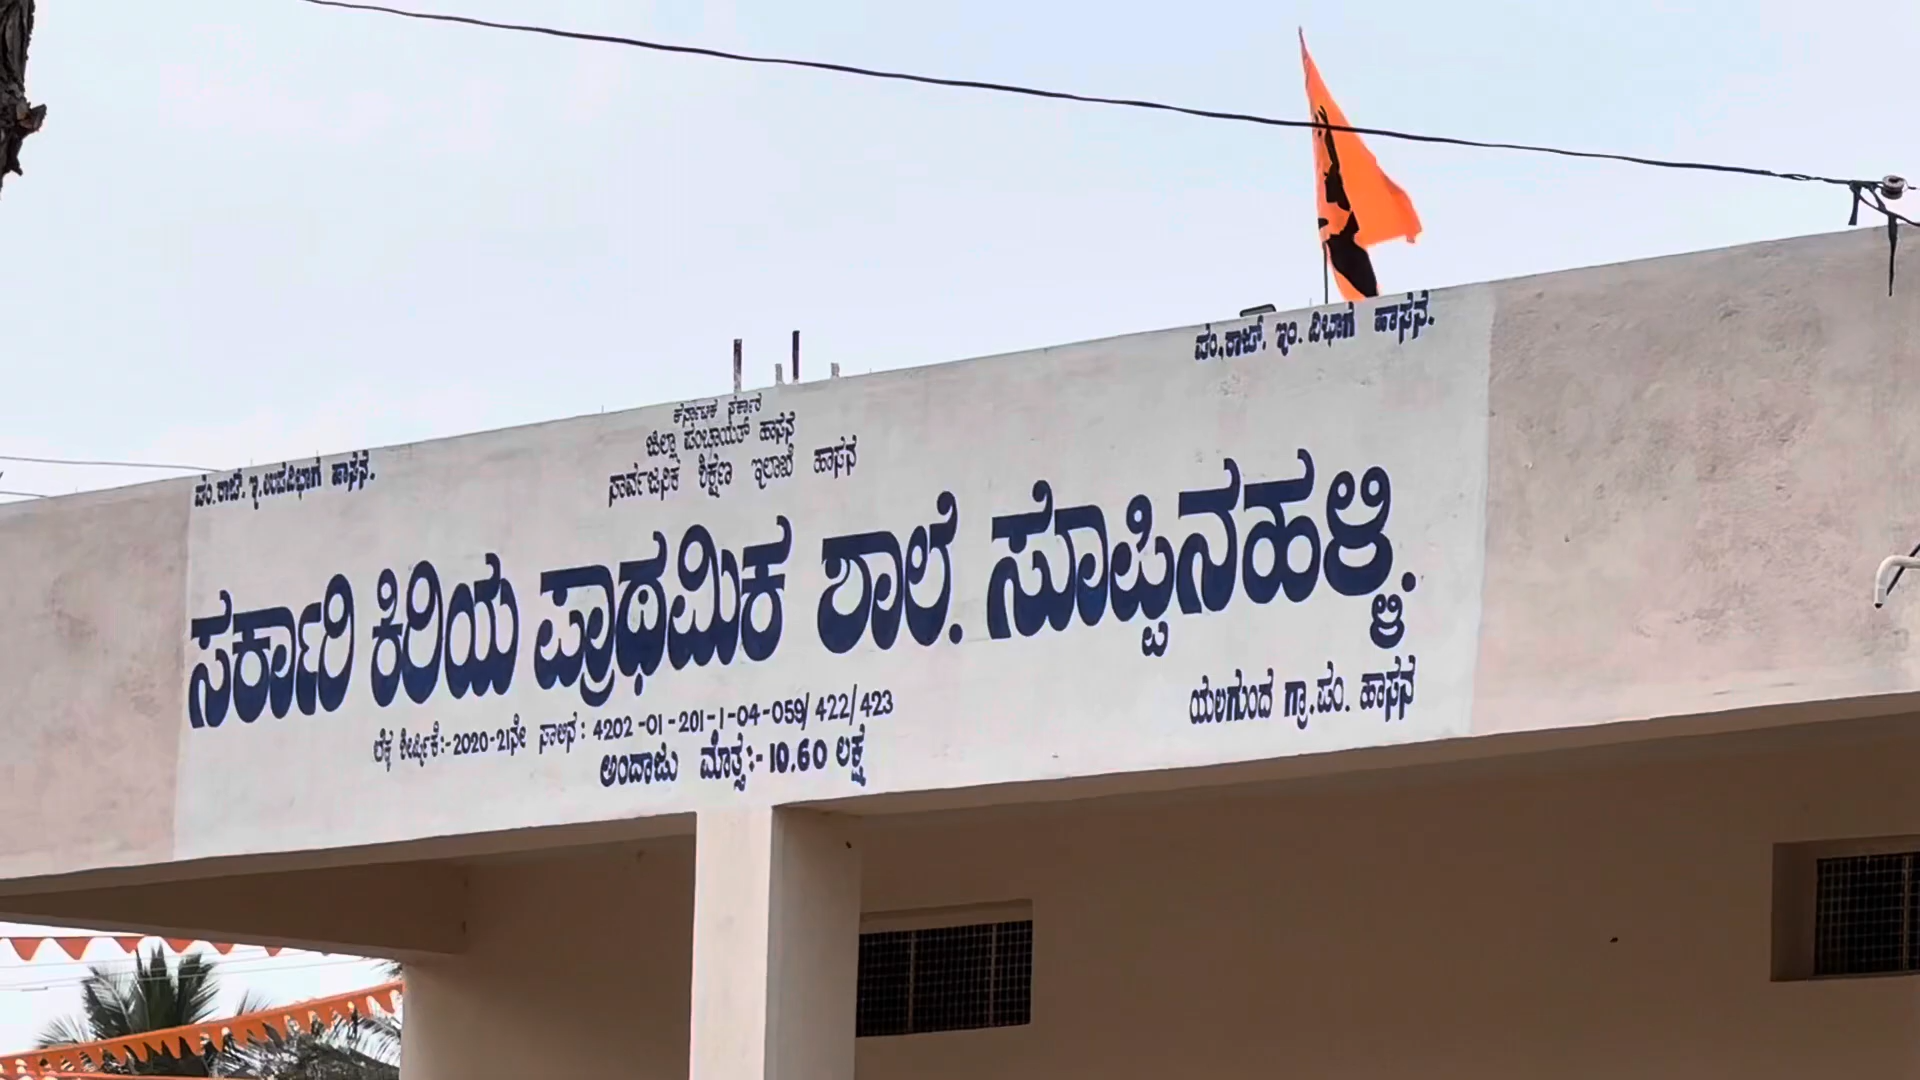 ಪಂ.ರಾಜ್. ಇಂ. ವಿಭಾಗ ಹಾಸನ.
ಕರ್ನಾಟಕ ಸರ್ಕಾರ
ಜಿಲ್ಲಾ ಪಂಚಾಯತ್ ಹಾಸನ
ಪಂ.ರಾಜ್. ಇ.ಉಪವಿಭಾಗ ಹಾಸನ.
ಸಾರ್ವಜನಿಕ ಶಿಕ್ಷಣ ಇಲಾಖೆ ಹಾಸನ
ಸರ್ಕಾರಿ ಕಿರಿಯ ಪ್ರಾಥಮಿಕ ಶಾಲೆ. ಸೊಪ್ಪಿನಹಳ್ಳಿ.
ಯಲಗುಂದ ಗ್ರಾ.ಪಂ. ಹಾಸನ
ಲೆಕ್ಕ ಶೀರ್ಷಿಕೆ:-2020-21ನೇ ಸಾಲಿನ: 4202-01-201-1-04-059/422/423
ಅಂದಾಜು ಮೊತ್ತ:-10.60 ಲಕ್ಷ